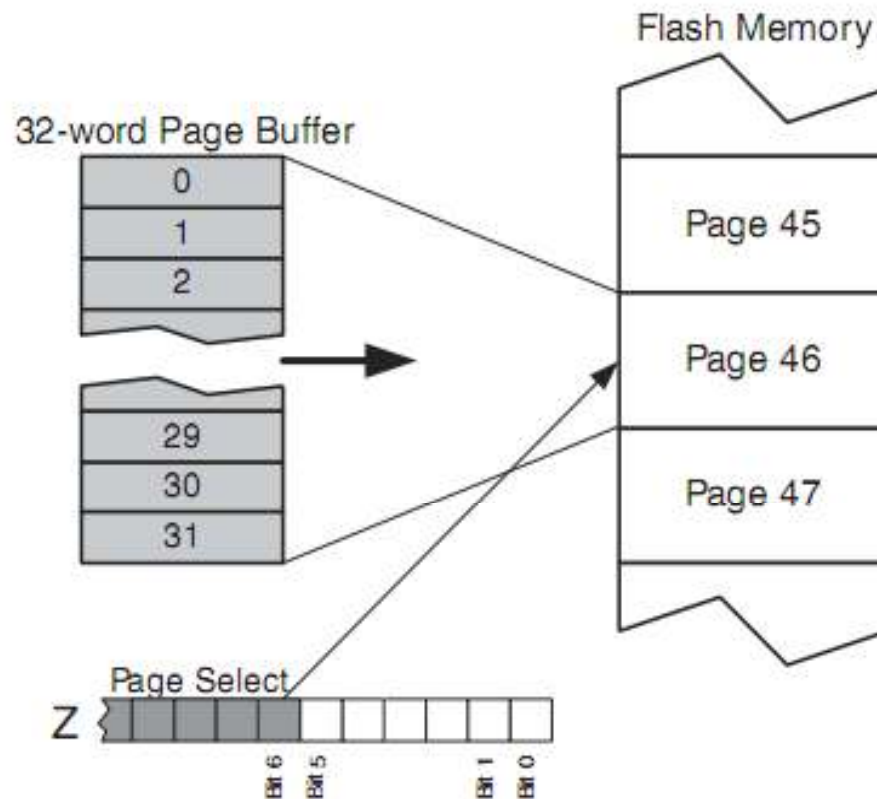 Flash Memory
32-word Page Buffer
0
1
2
29
30
31
Page 45
Page 46
Page 47
Page Select
Z
Bit 6
Bit 5
Bit 1
Bit 0